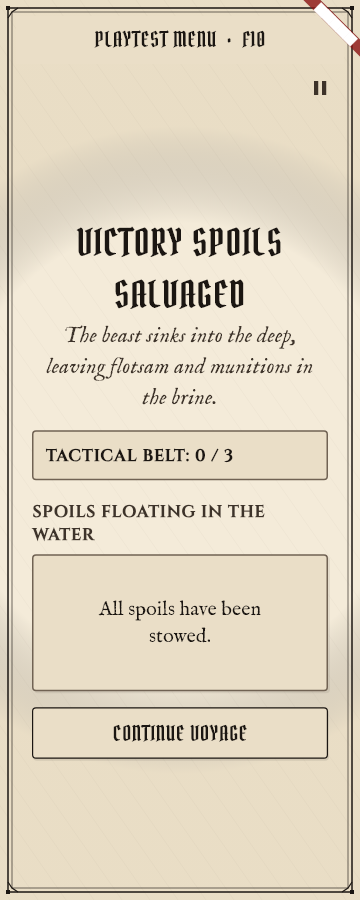 PLAYTEST MENU · F10
VICTORY SPOILS
SALVAGED
The beast sinks into the deep,
leaving flotsam and munitions in
the brine.
TACTICAL BELT: 0 / 3
SPOILS FLOATING IN THE
WATER
All spoils have been
stowed.
CONTINUE VOYAGE